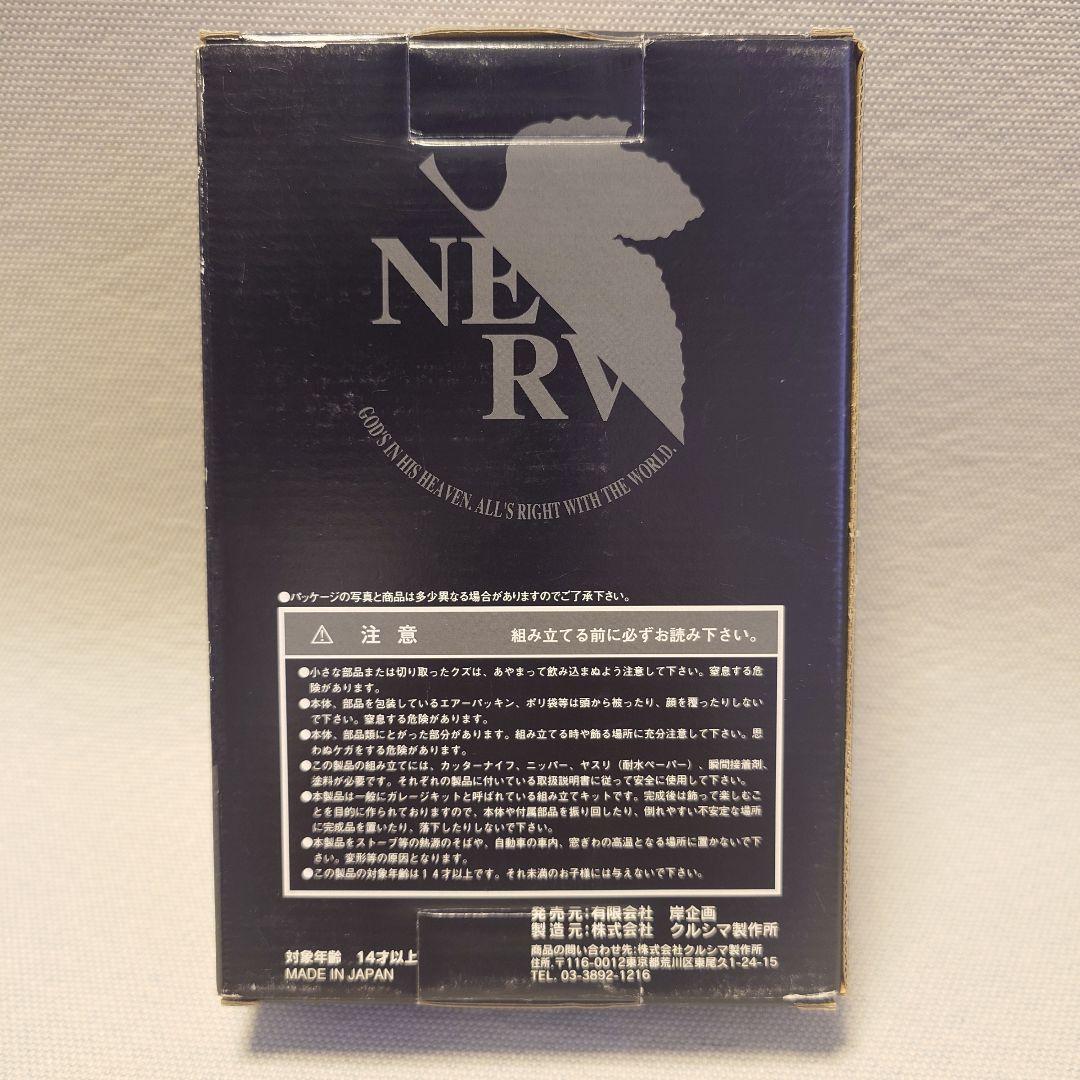 NE
RV
GOD'S IN HIS HEAVEN. ALL'S RIGHT WITH THE WORLD.
●パッケージの写真と商品は多少異なる場合がありますのでご了承下さい。
⚠ 注意 組み立てる前に必ずお読み下さい。
●小さな部品または切り取ったクズは、あやまって飲み込まぬよう注意して下さい。窒息する危
険があります。
●本体、部品を包装しているエアーパッキン、ポリ袋等は頭から被ったり、顔を覆ったりしない
で下さい。窒息する危険があります。
●本体、部品類にとがった部分があります。組み立てる時や飾る場所に充分注意して下さい。思
わぬケガをする危険があります。
●この製品の組み立てには、カッターナイフ、ニッパー、ヤスリ（耐水ペーパー）、瞬間接着剤、
塗料が必要です。それぞれの製品に付いている取扱説明書に従って安全に使用して下さい。
●本製品は一般にガレージキットと呼ばれている組み立てキットです。完成後は飾って楽しむこ
とを目的に作られておりますので、本体や付属部品を振り回したり、倒れやすい不安定な場所
に完成品を置いたり、落下したりしないで下さい。
●本製品をストーブ等の熱源のそばや、自動車の車内、窓ぎわの高温となる場所に置かないで下
さい。変形等の原因となります。
●この製品の対象年齢は１４才以上です。それ未満のお子様には与えないで下さい。
発売元：有限会社 岸企画
製造元：株式会社 クルシマ製作所
商品の問い合わせ先：株式会社クルシマ製作所
住所．〒116-0012東京都荒川区東尾久1-24-15
TEL. 03-3892-1216
対象年齢 14才以上
MADE IN JAPAN